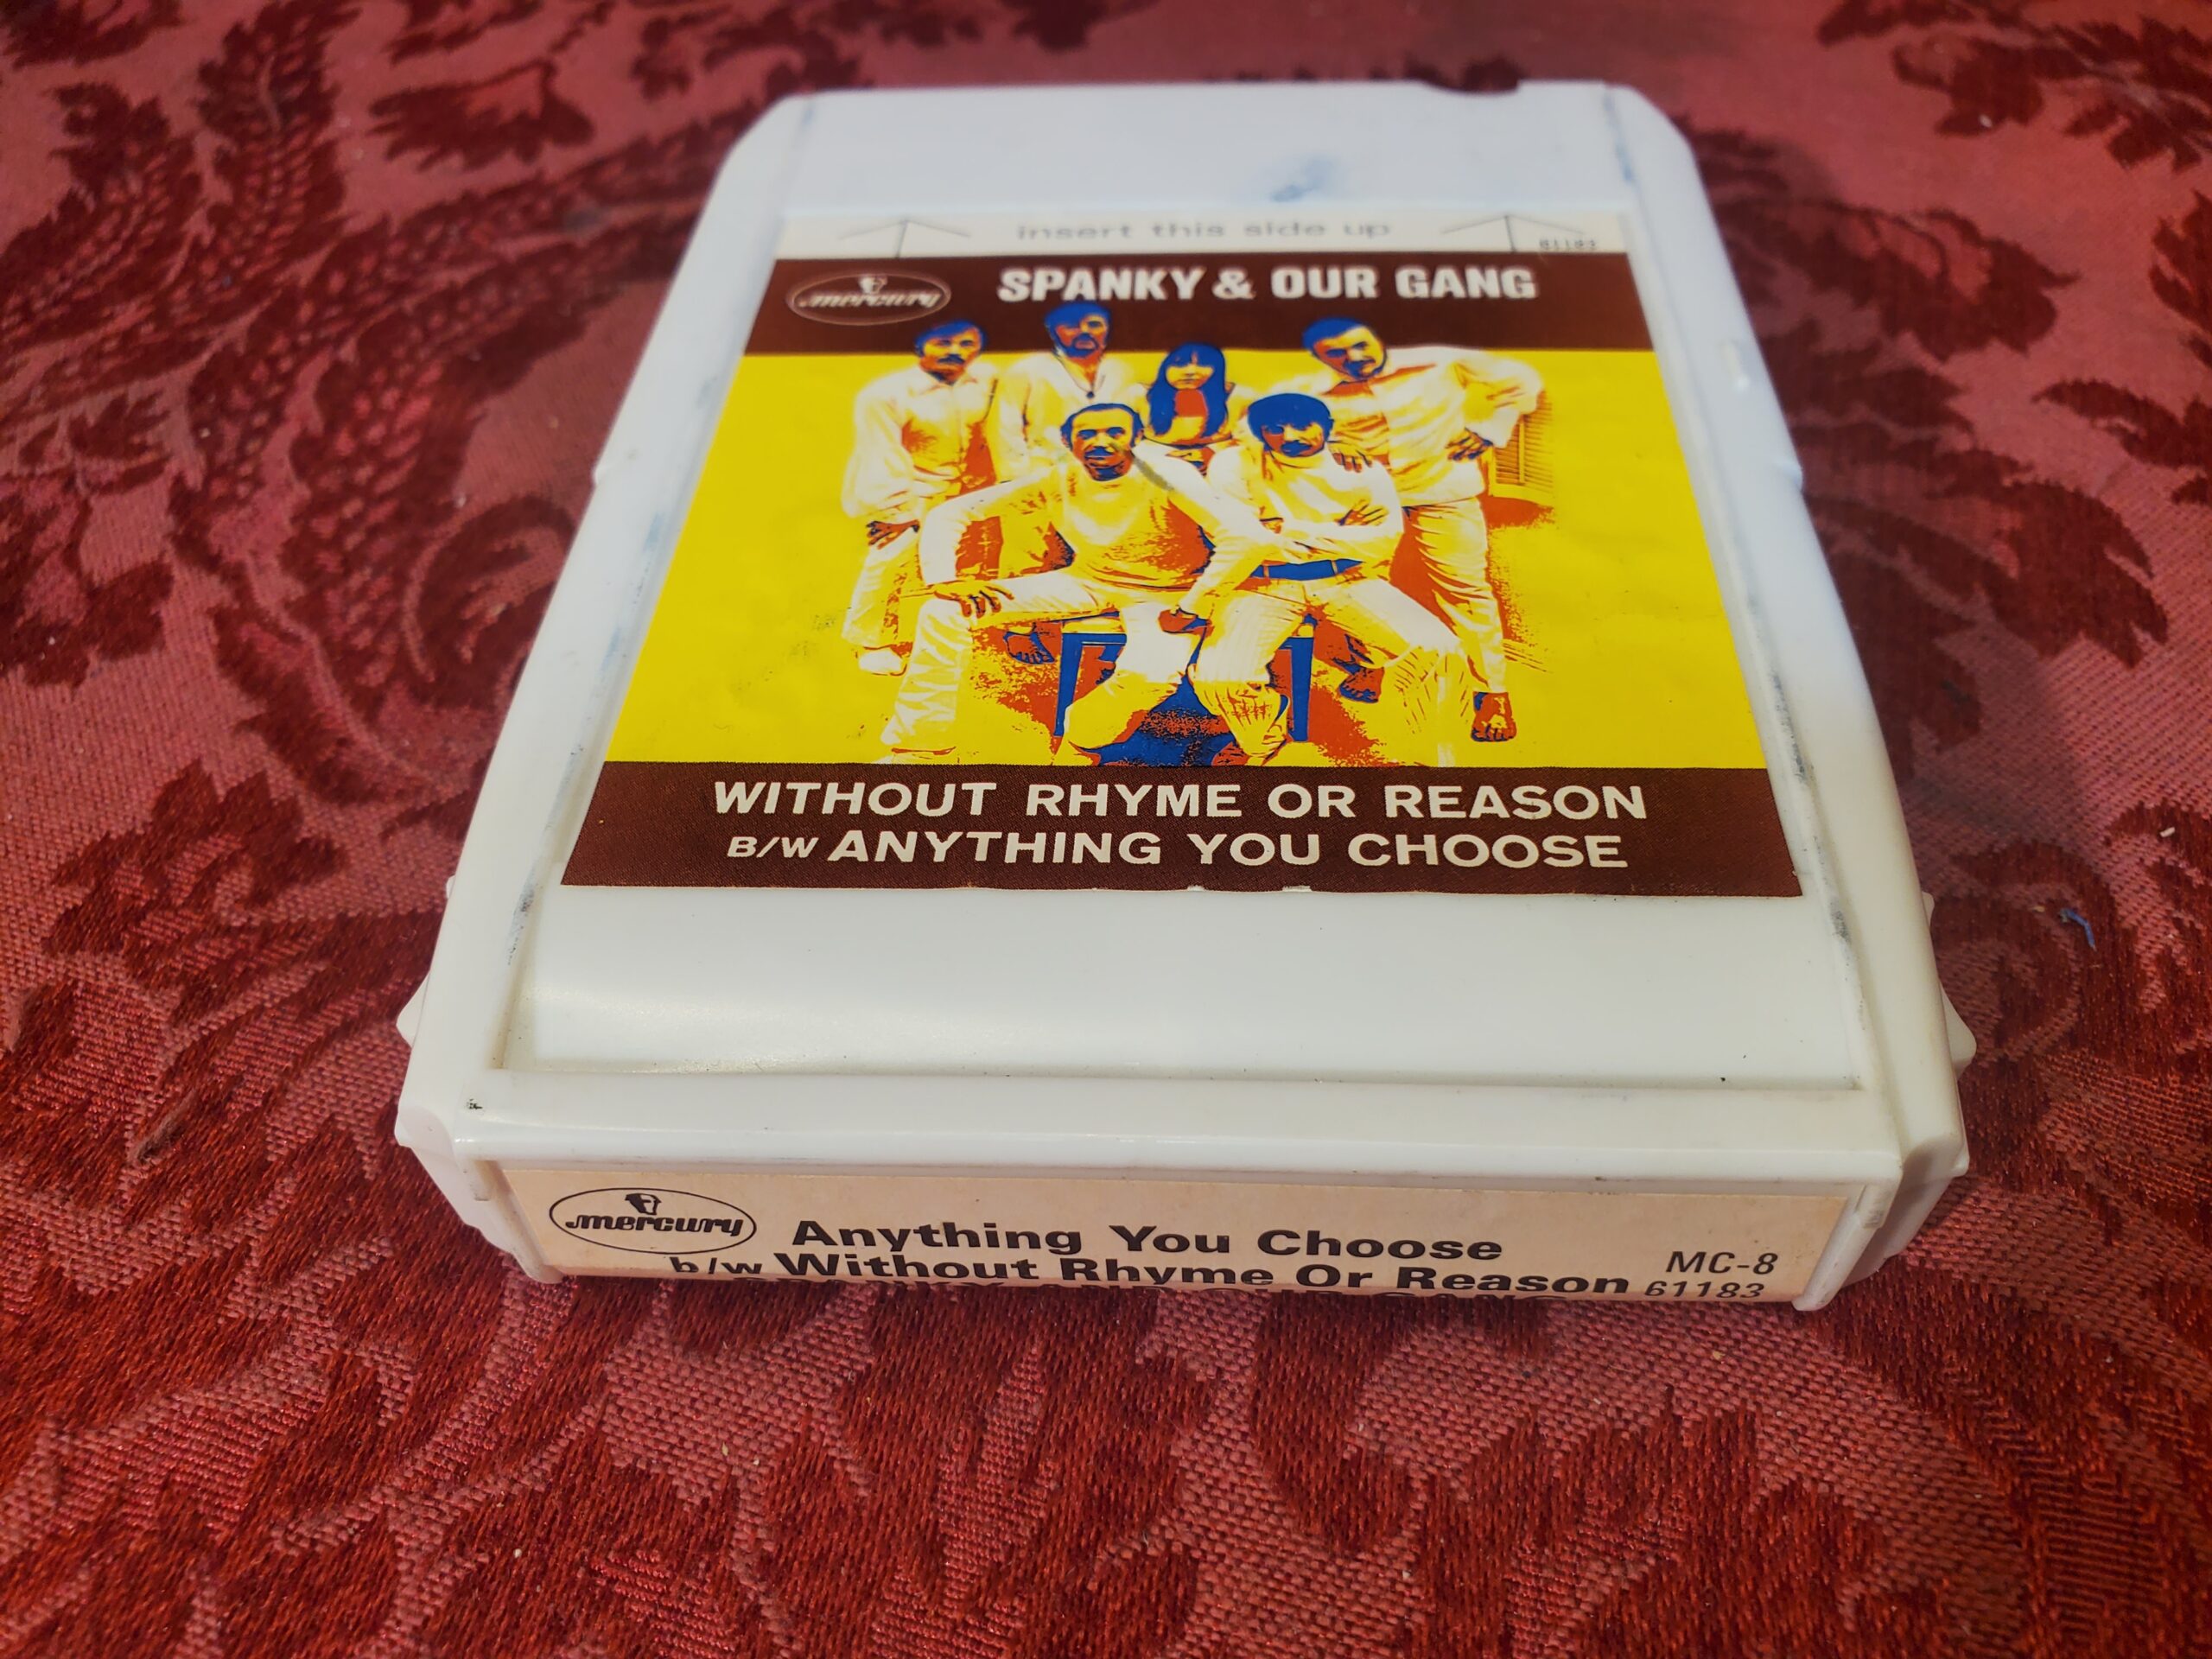 insert this side up
81183
mercury
SPANKY & OUR GANG
WITHOUT RHYME OR REASON
B/W ANYTHING YOU CHOOSE
mercury
Anything You Choose
b/w Without Rhyme Or Reason
MC-8
61183